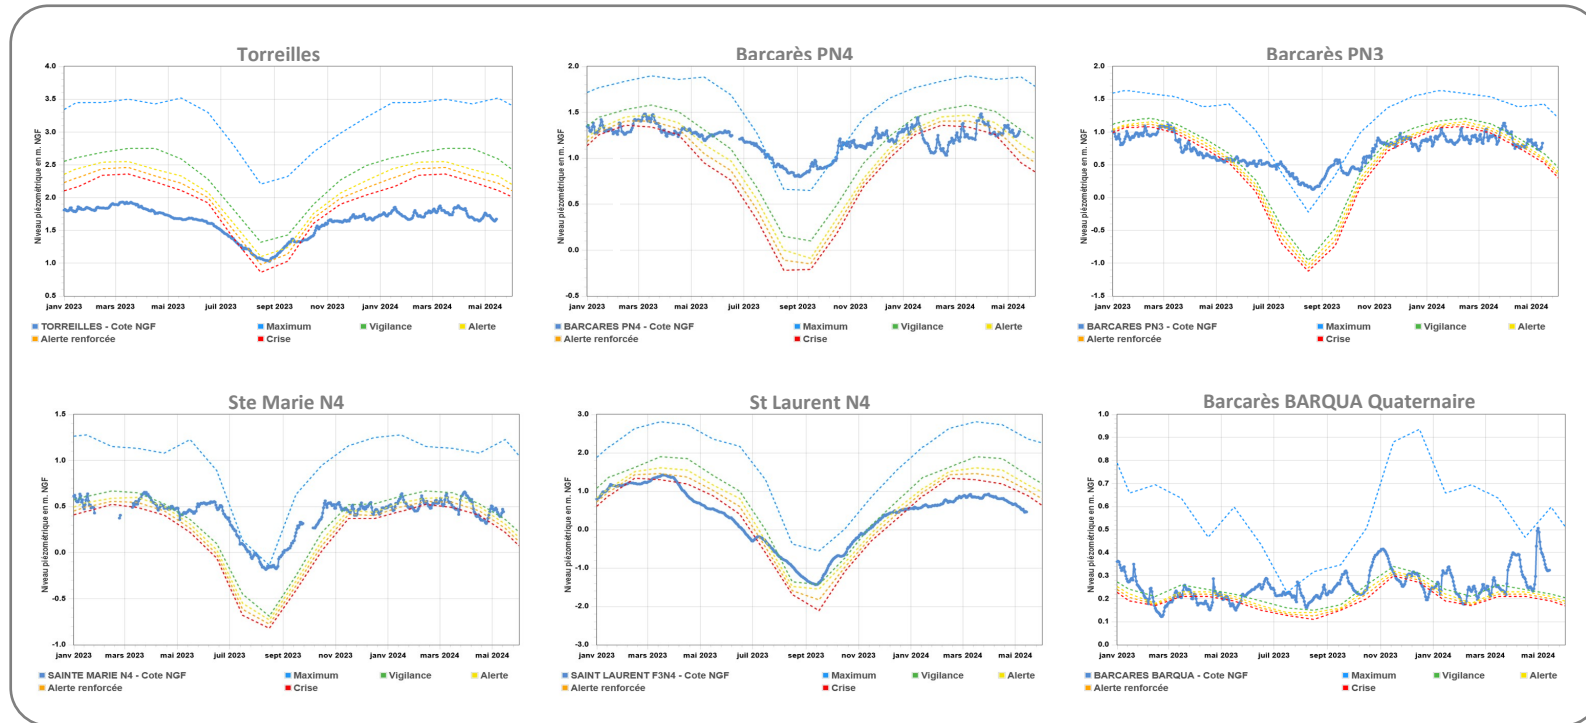 Torreilles
Barcarès PN4
Barcarès PN3
Niveau piézométrique en m. NGF
4.0
3.5
3.0
2.5
2.0
1.5
1.0
0.5
janv 2023 mars 2023 mai 2023 juil 2023 sept 2023 nov 2023 janv 2024 mars 2024 mai 2024
TORREILLES - Cote NGF Maximum Vigilance Alerte
Alerte renforcée Crise
Niveau piézométrique en m. NGF
2.0
1.5
1.0
0.5
0.0
-0.5
janv 2023 mars 2023 mai 2023 juil 2023 sept 2023 nov 2023 janv 2024 mars 2024 mai 2024
BARCARES PN4 - Cote NGF Maximum Vigilance Alerte
Alerte renforcée Crise
Niveau piézométrique en m. NGF
2.0
1.5
1.0
0.5
0.0
-0.5
-1.0
-1.5
janv 2023 mars 2023 mai 2023 juil 2023 sept 2023 nov 2023 janv 2024 mars 2024 mai 2024
BARCARES PN3 - Cote NGF Maximum Vigilance Alerte
Alerte renforcée Crise
Ste Marie N4
St Laurent N4
Barcarès BARQUA Quaternaire
Niveau piézométrique en m. NGF
1.5
1.0
0.5
0.0
-0.5
-1.0
janv 2023 mars 2023 mai 2023 juil 2023 sept 2023 nov 2023 janv 2024 mars 2024 mai 2024
SAINTE MARIE N4 - Cote NGF Maximum Vigilance Alerte
Alerte renforcée Crise
Niveau piézométrique en m. NGF
3.0
2.0
1.0
0.0
-1.0
-2.0
-3.0
janv 2023 mars 2023 mai 2023 juil 2023 sept 2023 nov 2023 janv 2024 mars 2024 mai 2024
SAINT LAURENT F3N4 - Cote NGF Maximum Vigilance Alerte
Alerte renforcée Crise
Niveau piézométrique en m. NGF
1.0
0.9
0.8
0.7
0.6
0.5
0.4
0.3
0.2
0.1
0.0
janv 2023 mars 2023 mai 2023 juil 2023 sept 2023 nov 2023 janv 2024 mars 2024 mai 2024
BARCARES BARQUA - Cote NGF Maximum Vigilance Alerte
Alerte renforcée Crise